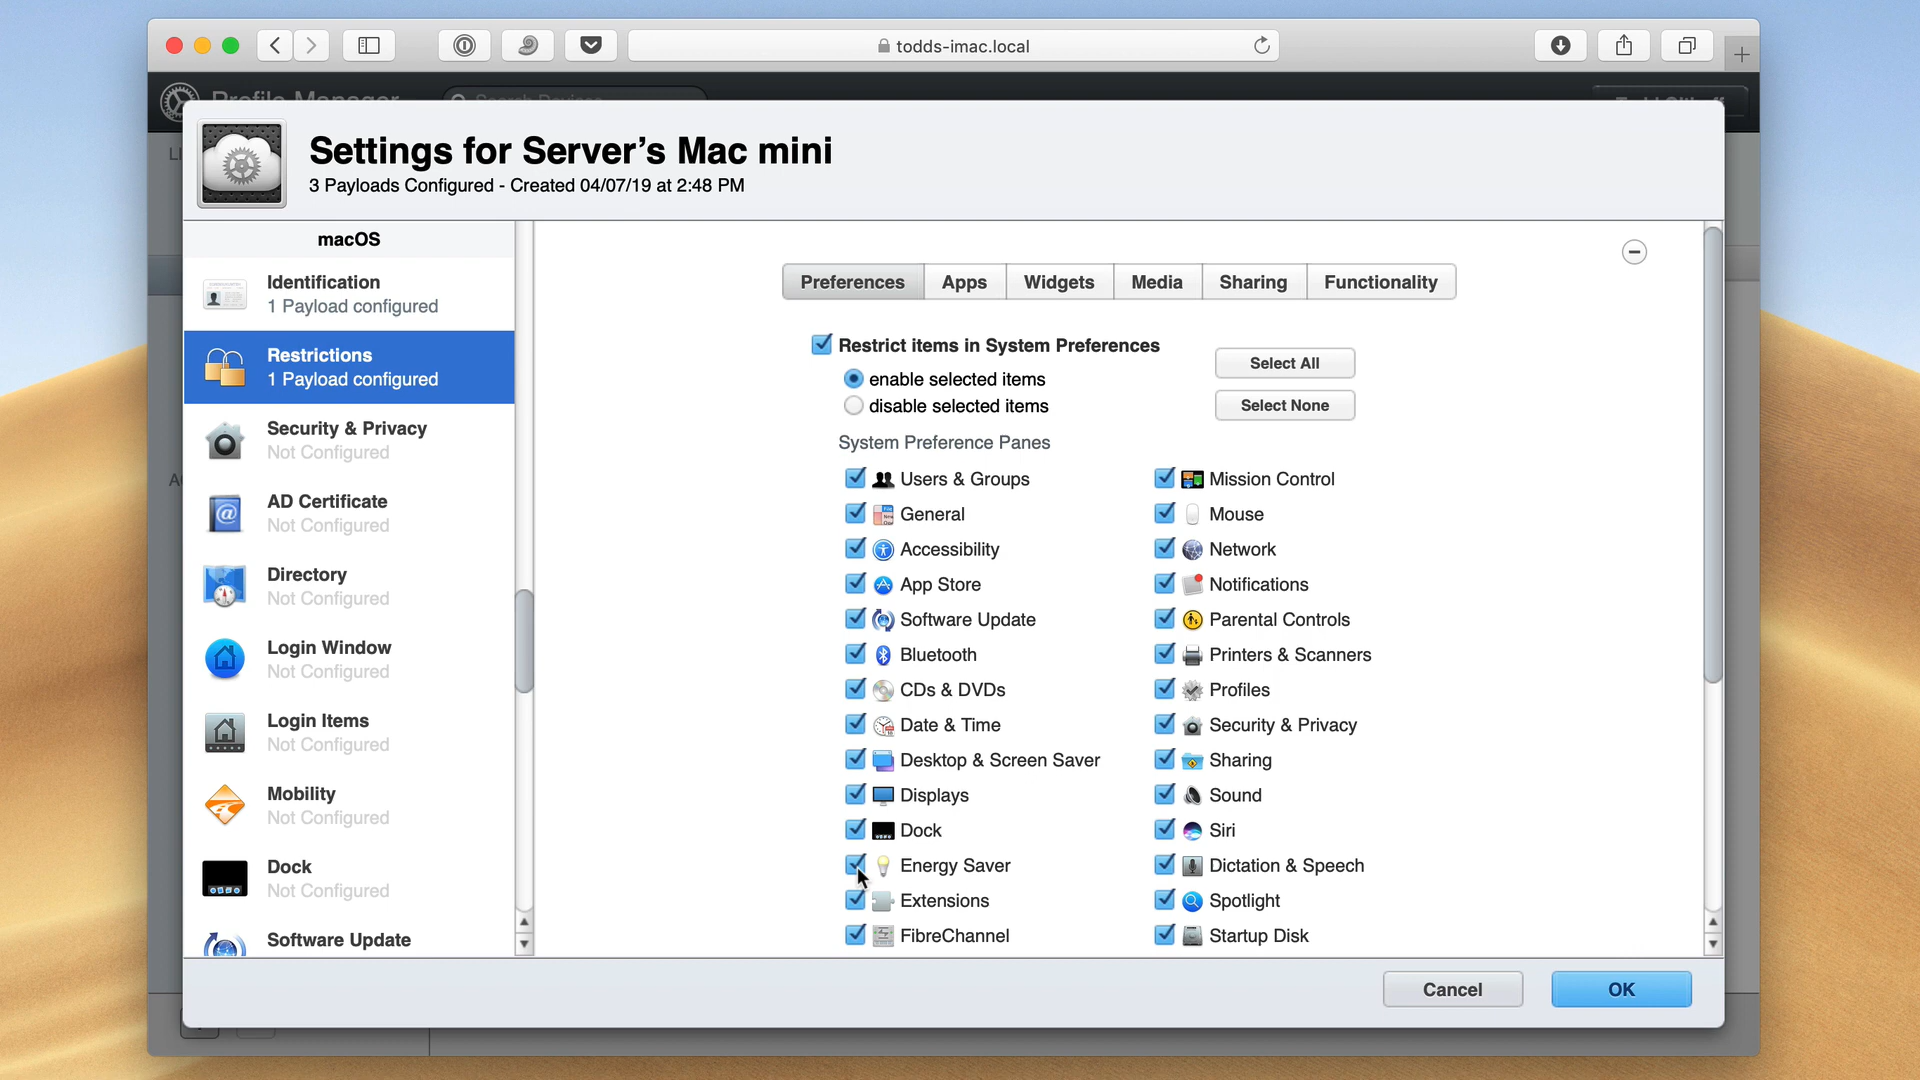 todds-imac.local
Profile Manager
Search Devices
Settings for Server's Mac mini
3 Payloads Configured - Created 04/07/19 at 2:48 PM
macOS
Identification
1 Payload configured
Restrictions
1 Payload configured
Security & Privacy
Not Configured
AD Certificate
Not Configured
Directory
Not Configured
Login Window
Not Configured
Login Items
Not Configured
Mobility
Not Configured
Dock
Not Configured
Software Update
Preferences Apps Widgets Media Sharing Functionality
Restrict items in System Preferences
enable selected items
disable selected items
Select All
Select None
System Preference Panes
Users & Groups
General
Accessibility
App Store
Software Update
Bluetooth
CDs & DVDs
Date & Time
Desktop & Screen Saver
Displays
Dock
Energy Saver
Extensions
FibreChannel
Mission Control
Mouse
Network
Notifications
Parental Controls
Printers & Scanners
Profiles
Security & Privacy
Sharing
Sound
Siri
Dictation & Speech
Spotlight
Startup Disk
Cancel OK